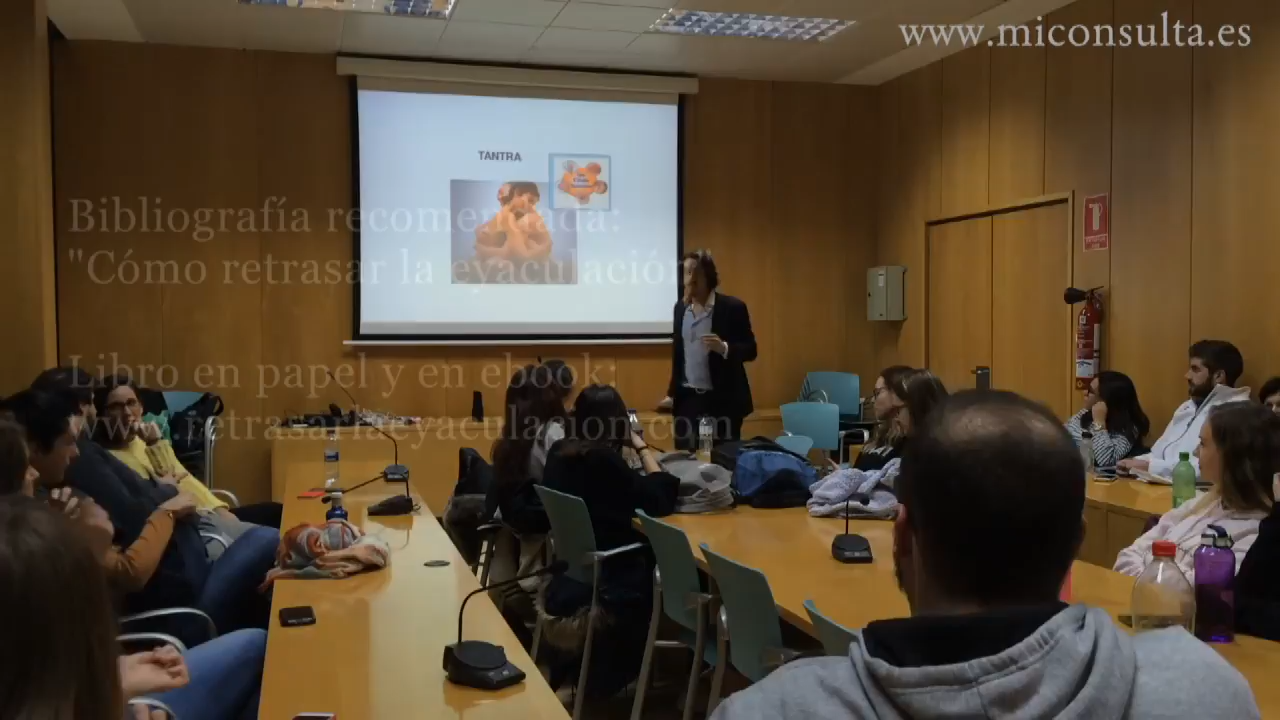 www.miconsulta.es
TANTRA
Bibliografía recomendada:
"Cómo retrasar la eyaculación
Libro en papel y en ebook:
www.retrasarlaeyaculacion.com